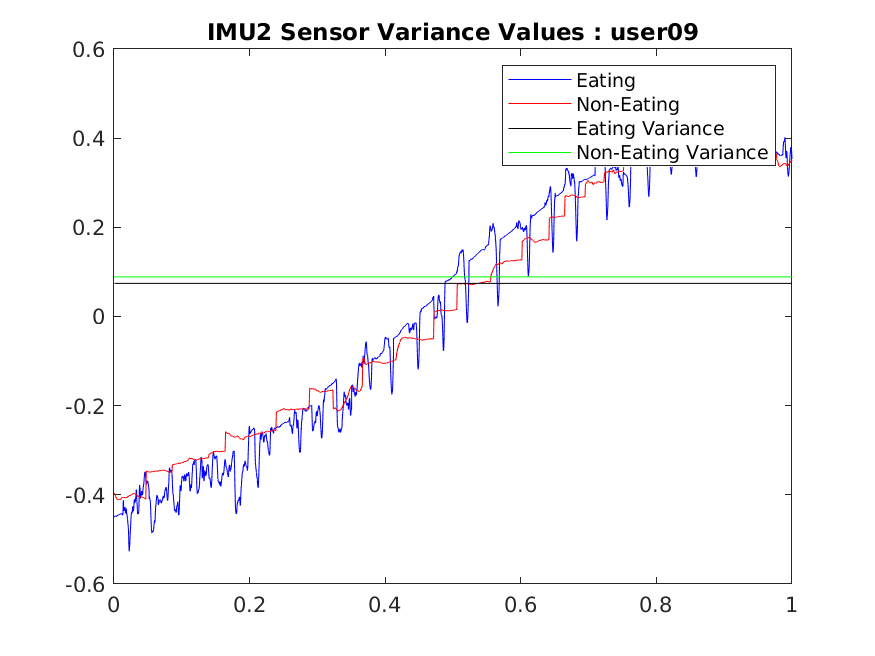 IMU2 Sensor Variance Values : user09
0.6
Eating
Non-Eating
Eating Variance
Non-Eating Variance
0.4
0.2
0
-0.2
-0.4
-0.6
0 0.2 0.4 0.6 0.8 1